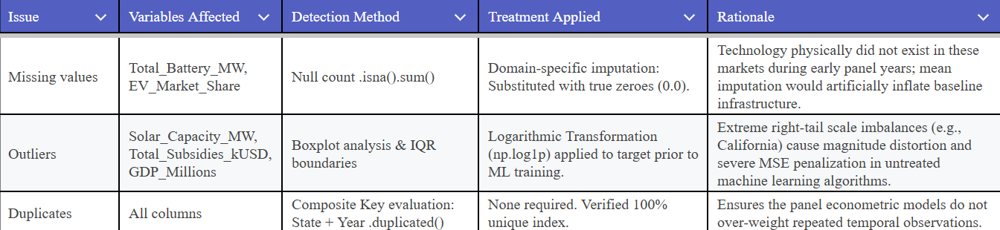 Issue Variables Affected Detection Method Treatment Applied Rationale
Missing values
Total_Battery_MW,
EV_Market_Share
Null count .isna().sum()
Domain-specific imputation:
Substituted with true zeroes (0.0).
Technology physically did not exist in these
markets during early panel years; mean
imputation would artificially inflate baseline
infrastructure.
Outliers
Solar_Capacity_MW,
Total_Subsidies_kUSD,
GDP_Millions
Boxplot analysis & IQR
boundaries
Logarithmic Transformation
(np.log1p) applied to target prior to
ML training.
Extreme right-tail scale imbalances (e.g.,
California) cause magnitude distortion and
severe MSE penalization in untreated
machine learning algorithms.
Duplicates
All columns
Composite Key evaluation:
State + Year .duplicated()
None required. Verified 100%
unique index.
Ensures the panel econometric models do not
over-weight repeated temporal observations.